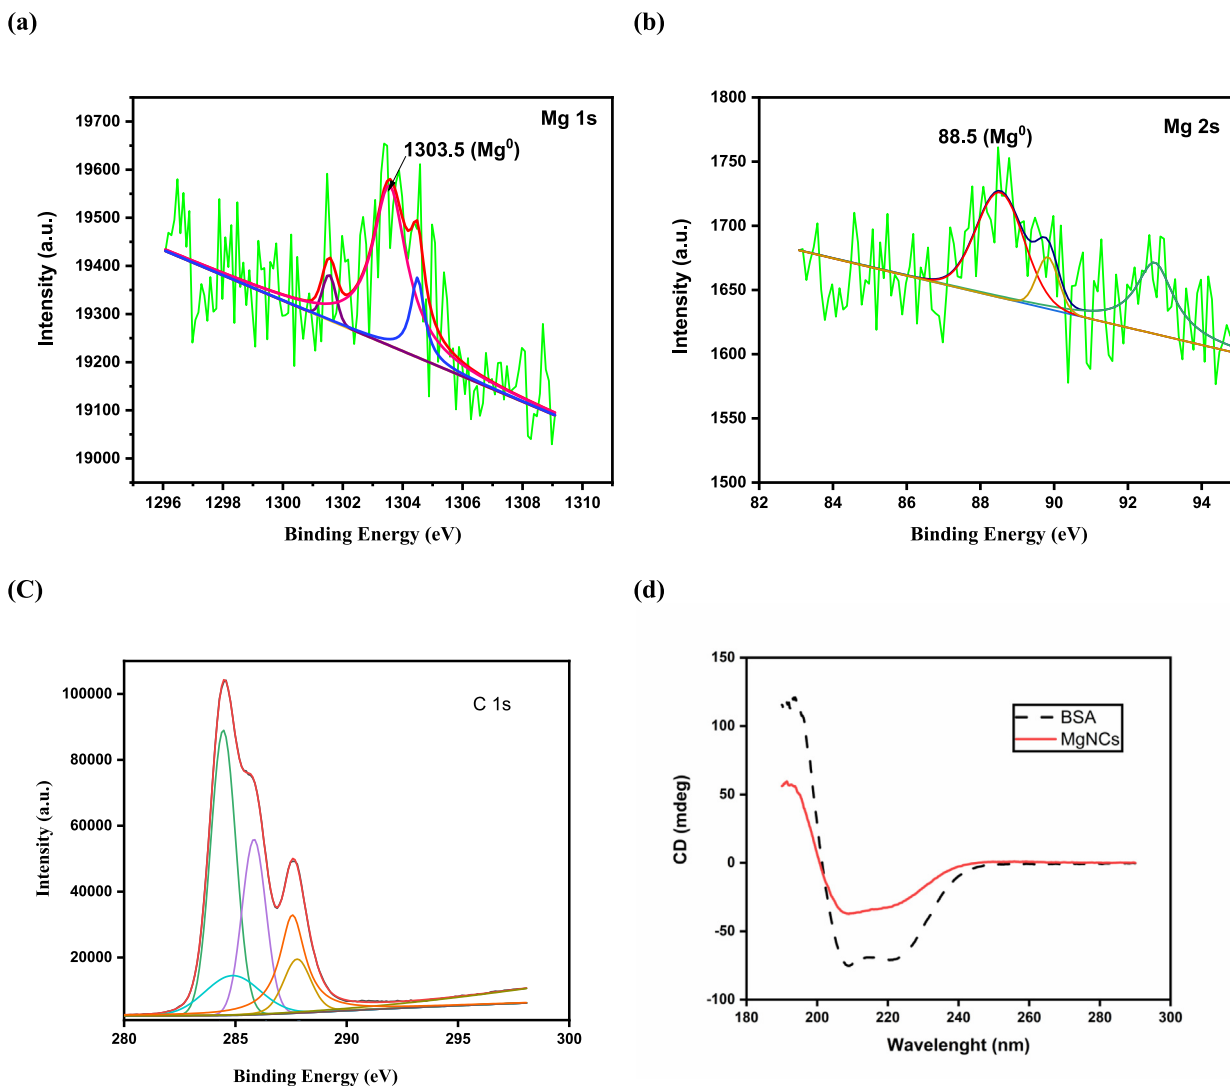 (a)
Mg 1s
1303.5 (Mg⁰)
19700
19600
19500
19400
19300
19200
19100
19000
Intensity (a.u.)
1296 1298 1300 1302 1304 1306 1308 1310
Binding Energy (eV)
(b)
Mg 2s
88.5 (Mg⁰)
1800
1750
1700
1650
1600
1550
1500
Intensity (a.u.)
82 84 86 88 90 92 94
Binding Energy (eV)
(C)
C 1s
100000
80000
60000
40000
20000
Intensity (a.u.)
280 285 290 295 300
Binding Energy (eV)
(d)
BSA
MgNCs
150
100
50
0
-50
-100
CD (mdeg)
180 200 220 240 260 280 300
Wavelenght (nm)